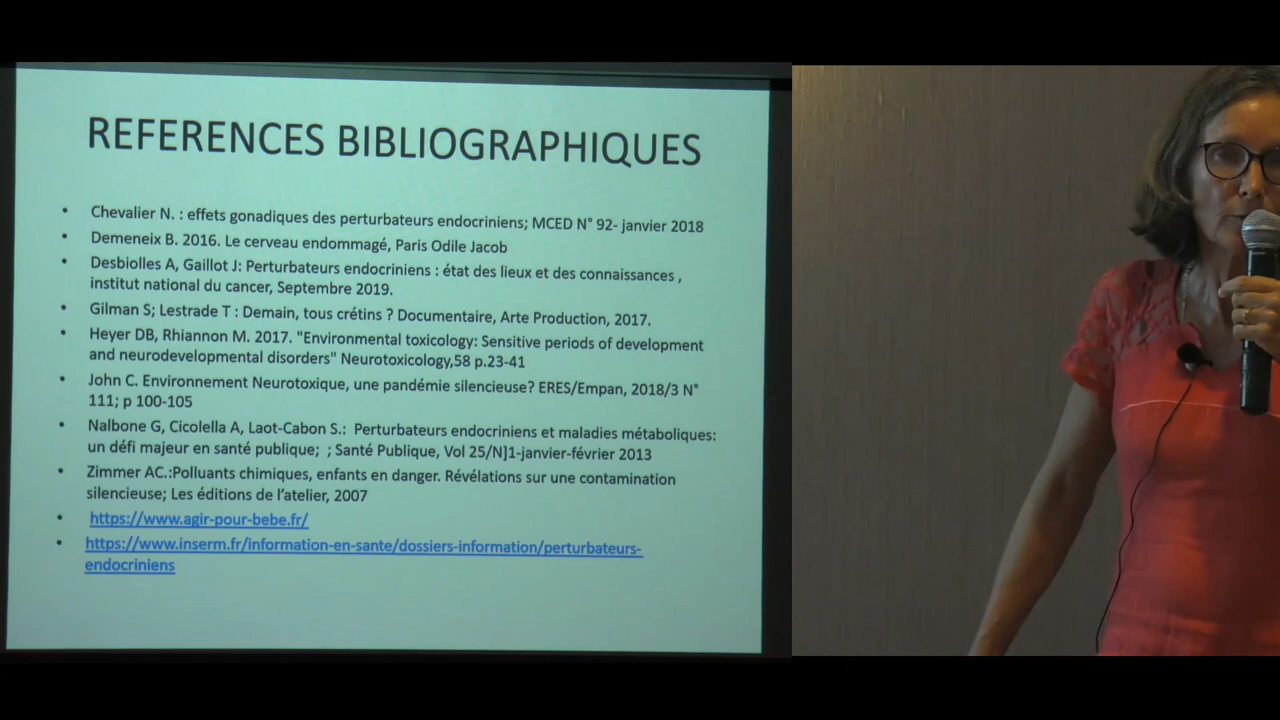 REFERENCES BIBLIOGRAPHIQUES
• Chevalier N. : effets gonadiques des perturbateurs endocriniens; MCED N° 92- janvier 2018
• Demeneix B. 2016. Le cerveau endommagé, Paris Odile Jacob
• Desbiolles A, Gaillot J: Perturbateurs endocriniens : état des lieux et des connaissances ,
institut national du cancer, Septembre 2019.
• Gilman S; Lestrade T : Demain, tous crétins ? Documentaire, Arte Production, 2017.
• Heyer DB, Rhiannon M. 2017. "Environmental toxicology: Sensitive periods of development
and neurodevelopmental disorders" Neurotoxicology,58 p.23-41
• John C. Environnement Neurotoxique, une pandémie silencieuse? ERES/Empan, 2018/3 N°
111; p 100-105
• Nalbone G, Cicolella A, Laot-Cabon S.: Perturbateurs endocriniens et maladies métaboliques:
un défi majeur en santé publique; ; Santé Publique, Vol 25/N]1-janvier-février 2013
• Zimmer AC.:Polluants chimiques, enfants en danger. Révélations sur une contamination
silencieuse; Les éditions de l'atelier, 2007
• https://www.agir-pour-bebe.fr/
• https://www.inserm.fr/information-en-sante/dossiers-information/perturbateurs-
endocriniens